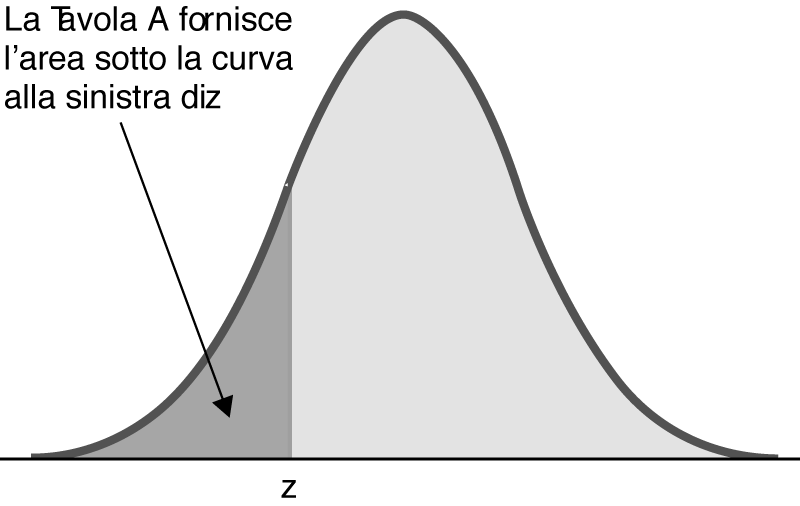 La Tavola A fornisce
l'area sotto la curva
alla sinistra diz
z